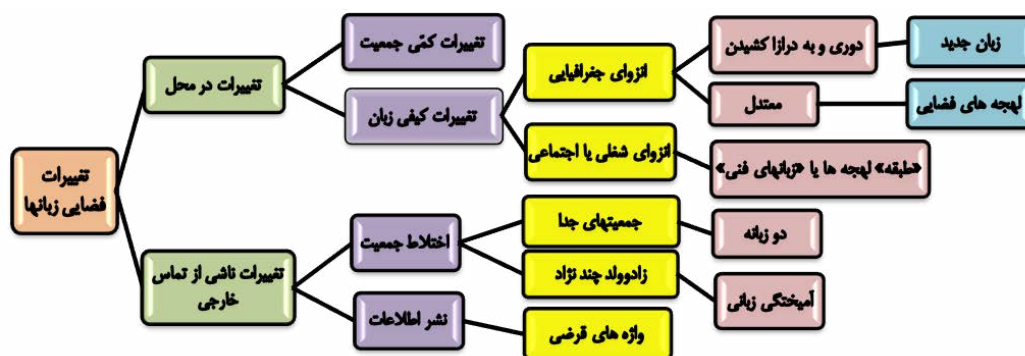 تغییرات
فضایی زبانها
تغییرات در محل
تغییرات کمّی جمعیت
تغییرات کیفی زبان
انزوای جغرافیایی
دوری و به درازا کشیدن
زبان جدید
معتدل
لهجه های فضایی
انزوای شغلی یا اجتماعی
«طبقه» لهجه ها یا «زبانهای فنی»
تغییرات ناشی از تماس
خارجی
اختلاط جمعیت
جمعیتهای جدا
دو زبانه
زادوولد چند نژاد
آمیختگی زبانی
نشر اطلاعات
واژه های قرضی